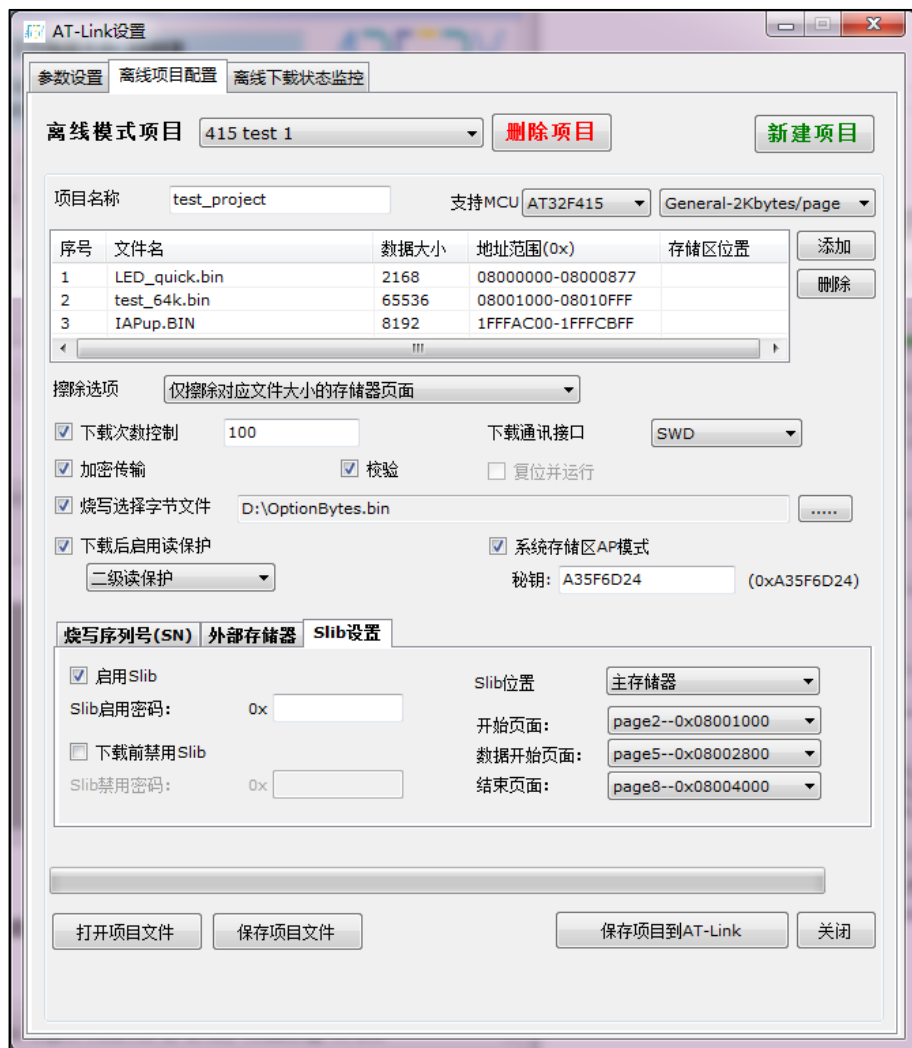 AT-Link设置
参数设置 离线项目配置 离线下载状态监控
离线模式项目 415 test 1 删除项目 新建项目
项目名称 test_project 支持MCU AT32F415 General-2Kbytes/page
序号 文件名 数据大小 地址范围(0x) 存储区位置 添加
1 LED_quick.bin 2168 08000000-08000877 删除
2 test_64k.bin 65536 08001000-08010FFF
3 IAPup.BIN 8192 1FFFAC00-1FFFCBFF
擦除选项 仅擦除对应文件大小的存储器页面
下载次数控制 100 下载通讯接口 SWD
加密传输 校验 复位并运行
烧写选择字节文件 D:\OptionBytes.bin .....
下载后启用读保护 系统存储区AP模式
二级读保护 秘钥: A35F6D24 (0xA35F6D24)
烧写序列号(SN) 外部存储器 Slib设置
启用Slib Slib位置 主存储器
Slib启用密码: 0x 开始页面: page2--0x08001000
下载前禁用Slib 数据开始页面: page5--0x08002800
Slib禁用密码: 0x 结束页面: page8--0x08004000
打开项目文件 保存项目文件 保存项目到AT-Link 关闭